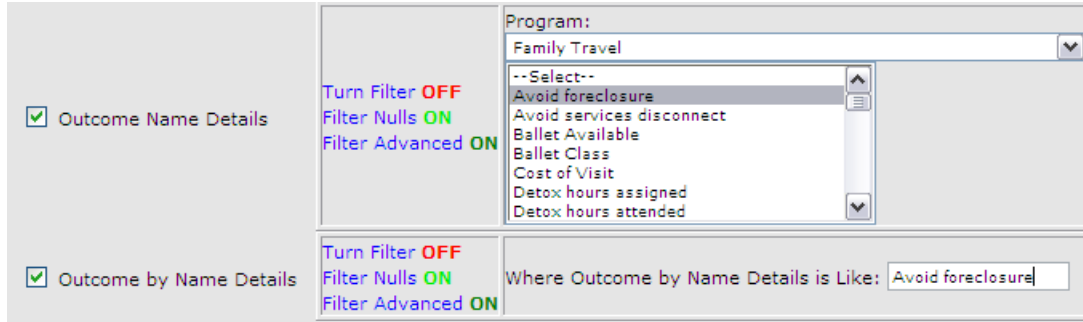 Program:
Family Travel
--Select--
Avoid foreclosure
Avoid services disconnect
Ballet Available
Ballet Class
Cost of Visit
Detox hours assigned
Detox hours attended
Turn Filter OFF
Filter Nulls ON
Filter Advanced ON
Outcome Name Details
Turn Filter OFF
Filter Nulls ON
Filter Advanced ON
Outcome by Name Details
Where Outcome by Name Details is Like: Avoid foreclosure